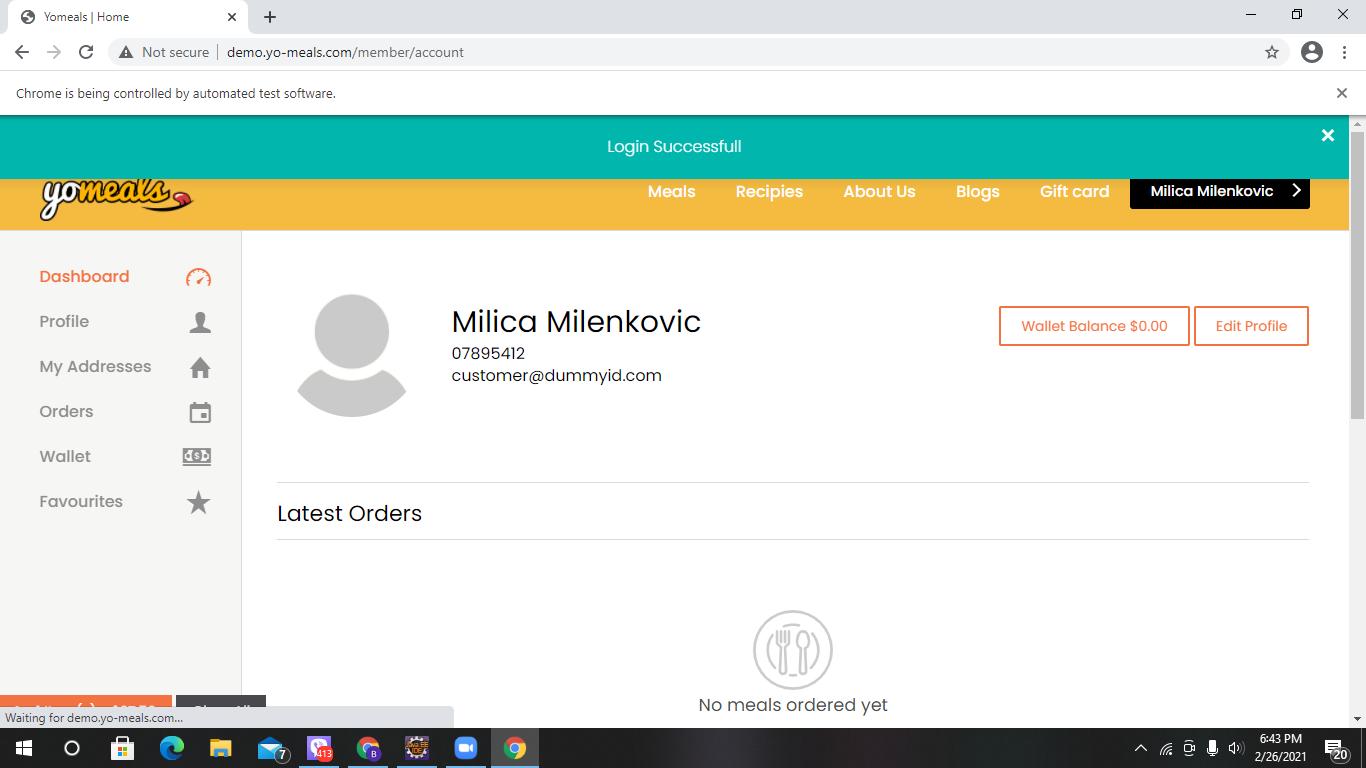 Yomeals | Home
Not secure
demo.yo-meals.com/member/account
Chrome is being controlled by automated test software.
Login Successfull
yomeals
Meals
Recipies
About Us
Blogs
Gift card
Milica Milenkovic
Dashboard
Profile
My Addresses
Orders
Wallet
Favourites
Milica Milenkovic
07895412
customer@dummyid.com
Wallet Balance $0.00
Edit Profile
Latest Orders
No meals ordered yet
Waiting for demo.yo-meals.com...
7
413
B
6:43 PM
2/26/2021
20